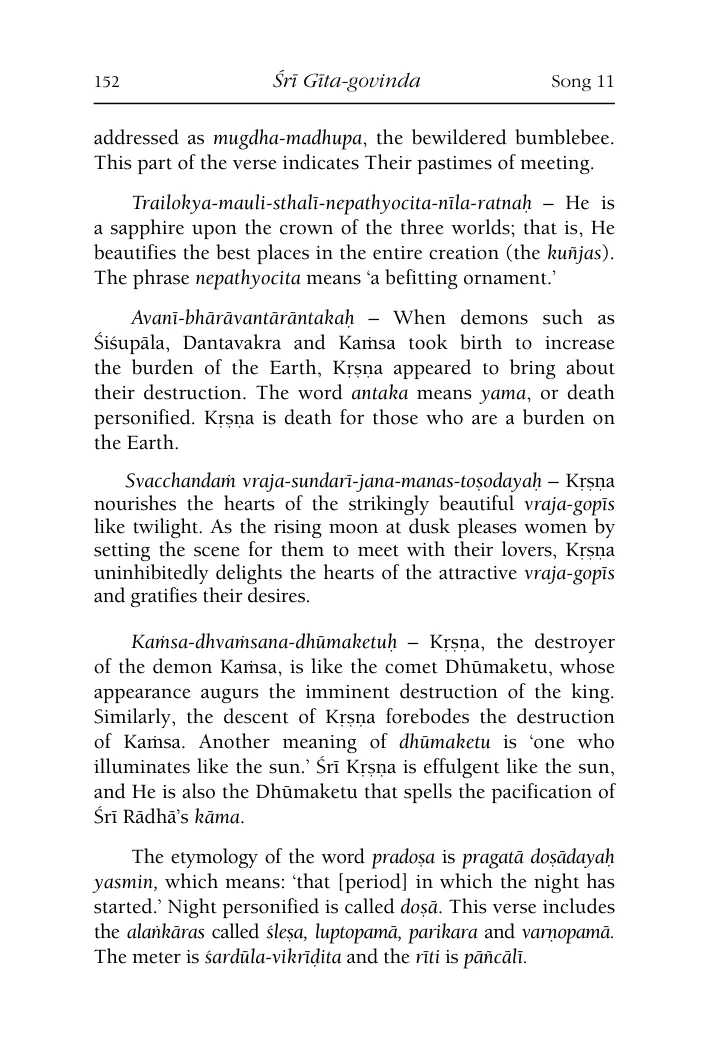 152 Śrī Gīta-govinda Song 11
addressed as mugdha-madhupa, the bewildered bumblebee.
This part of the verse indicates Their pastimes of meeting.
Trailokya-mauli-sthalī-nepathyocita-nīla-ratnaḥ – He is
a sapphire upon the crown of the three worlds; that is, He
beautifies the best places in the entire creation (the kuñjas).
The phrase nepathyocita means ‘a befitting ornament.’
Avanī-bhārāvantārāntakaḥ – When demons such as
Śiśupāla, Dantavakra and Kaṁsa took birth to increase
the burden of the Earth, Kṛṣṇa appeared to bring about
their destruction. The word antaka means yama, or death
personified. Kṛṣṇa is death for those who are a burden on
the Earth.
Svacchandaṁ vraja-sundarī-jana-manas-toṣodayaḥ – Kṛṣṇa
nourishes the hearts of the strikingly beautiful vraja-gopīs
like twilight. As the rising moon at dusk pleases women by
setting the scene for them to meet with their lovers, Kṛṣṇa
uninhibitedly delights the hearts of the attractive vraja-gopīs
and gratifies their desires.
Kaṁsa-dhvaṁsana-dhūmaketuḥ – Kṛṣṇa, the destroyer
of the demon Kaṁsa, is like the comet Dhūmaketu, whose
appearance augurs the imminent destruction of the king.
Similarly, the descent of Kṛṣṇa forebodes the destruction
of Kaṁsa. Another meaning of dhūmaketu is ‘one who
illuminates like the sun.’ Śrī Kṛṣṇa is effulgent like the sun,
and He is also the Dhūmaketu that spells the pacification of
Śrī Rādhā’s kāma.
The etymology of the word pradoṣa is pragatā doṣādayaḥ
yasmin, which means: ‘that [period] in which the night has
started.’ Night personified is called doṣā. This verse includes
the alaṅkāras called śleṣa, luptopamā, parikara and varṇopamā.
The meter is śardūla-vikrīḍita and the rīti is pāñcālī.